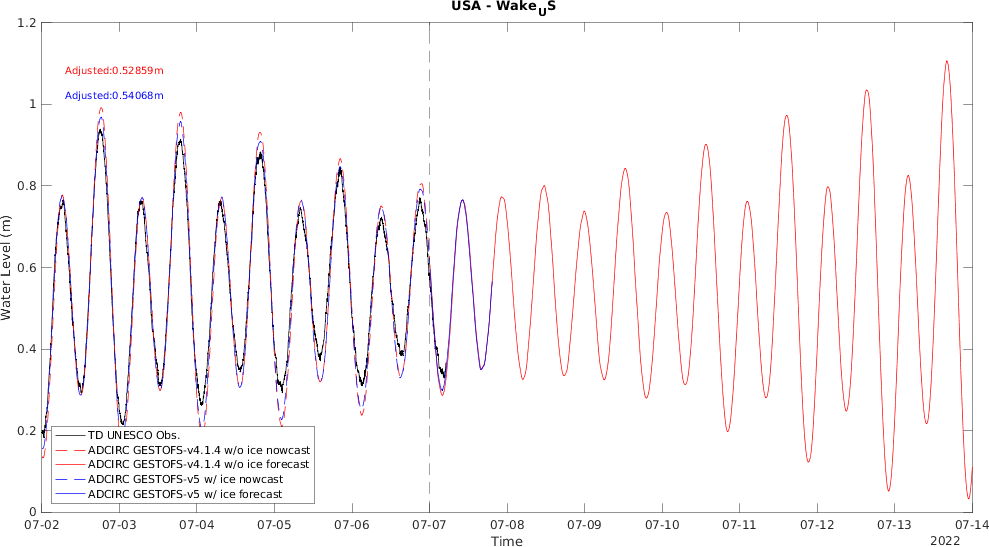 USA - Wake_US
1.2
Adjusted:0.52859m
Adjusted:0.54068m
1
0.8
0.6
0.4
0.2
0
Water Level (m)
TD UNESCO Obs.
ADCIRC GESTOFS-v4.1.4 w/o ice nowcast
ADCIRC GESTOFS-v4.1.4 w/o ice forecast
ADCIRC GESTOFS-v5 w/ ice nowcast
ADCIRC GESTOFS-v5 w/ ice forecast
07-02 07-03 07-04 07-05 07-06 07-07 07-08 07-09 07-10 07-11 07-12 07-13 07-14
Time
2022